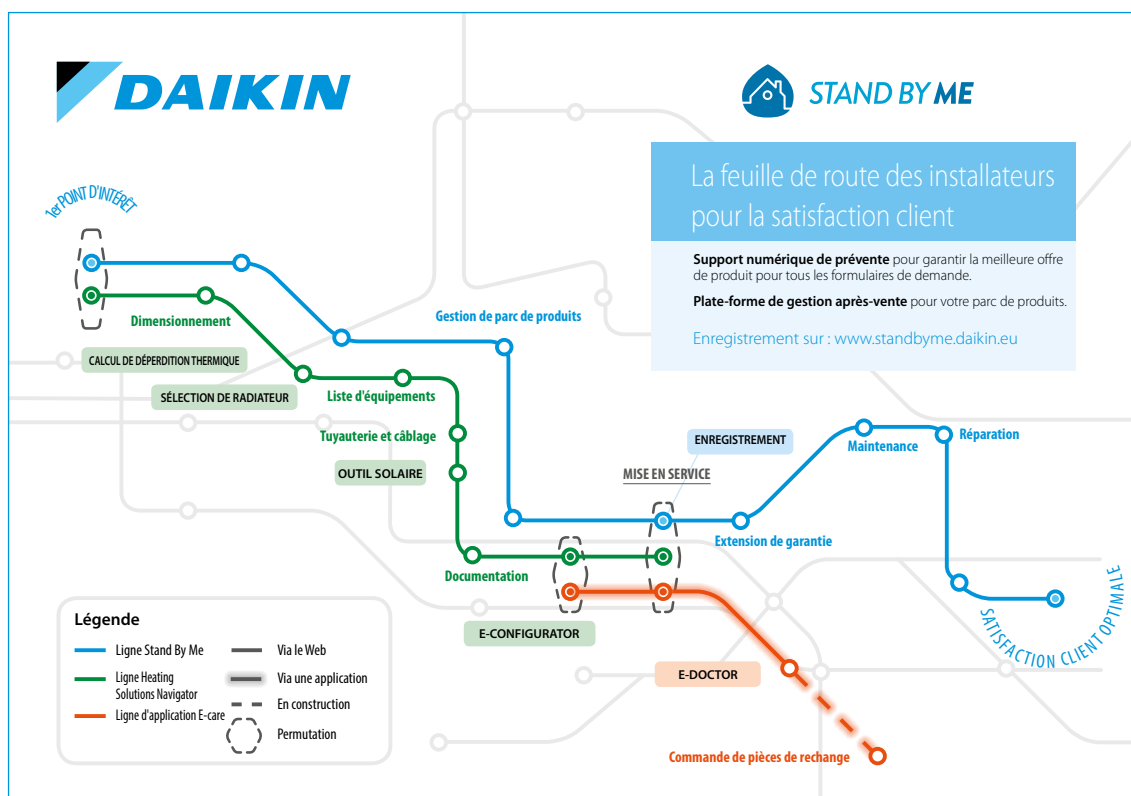 DAIKIN
STAND BY ME
La feuille de route des installateurs
pour la satisfaction client
Support numérique de prévente pour garantir la meilleure offre
de produit pour tous les formulaires de demande.
Plate-forme de gestion après-vente pour votre parc de produits.
Enregistrement sur : www.standbyme.daikin.eu
1er POINT D'INTÉRÊT
Dimensionnement
Gestion de parc de produits
CALCUL DE DÉPERDITION THERMIQUE
SÉLECTION DE RADIATEUR
Liste d'équipements
Tuyauterie et câblage
OUTIL SOLAIRE
ENREGISTREMENT
MISE EN SERVICE
Maintenance
Réparation
Extension de garantie
Documentation
E-CONFIGURATOR
E-DOCTOR
Commande de pièces de rechange
SATISFACTION CLIENT OPTIMALE
Légende
Ligne Stand By Me
Ligne Heating
Solutions Navigator
Ligne d'application E-care
Via le Web
Via une application
En construction
Permutation